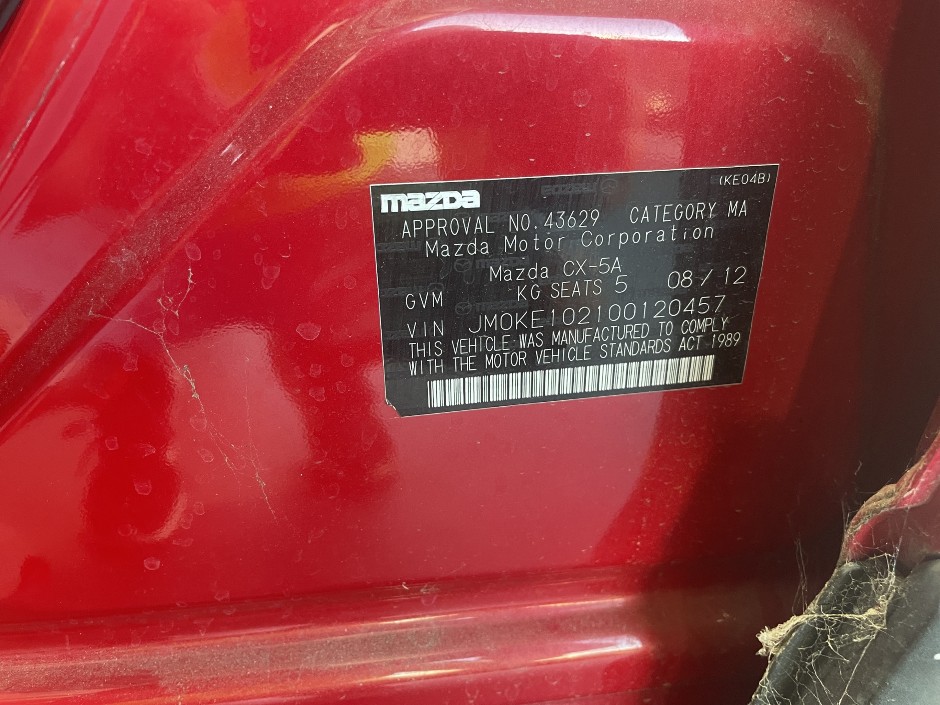 (KE04B)
mazda
APPROVAL NO.43629 CATEGORY MA
Mazda Motor Corporation
Mazda CX-5A
GVM KG SEATS 5 08/12
VIN JM0KE102100120457
THIS VEHICLE WAS MANUFACTURED TO COMPLY
WITH THE MOTOR VEHICLE STANDARDS ACT 1989